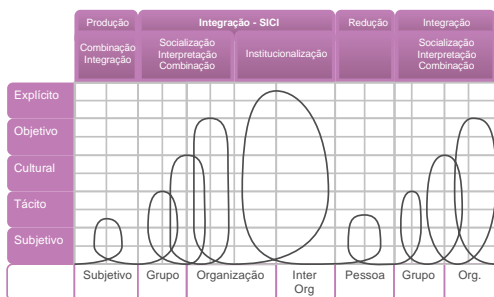 Produção
Integração - SICI
Redução
Integração
Combinação
Integração
Socialização
Interpretação
Combinação
Institucionalização
Socialização
Interpretação
Combinação
Explícito
Objetivo
Cultural
Tácito
Subjetivo
Subjetivo
Grupo
Organização
Inter
Org
Pessoa
Grupo
Org.